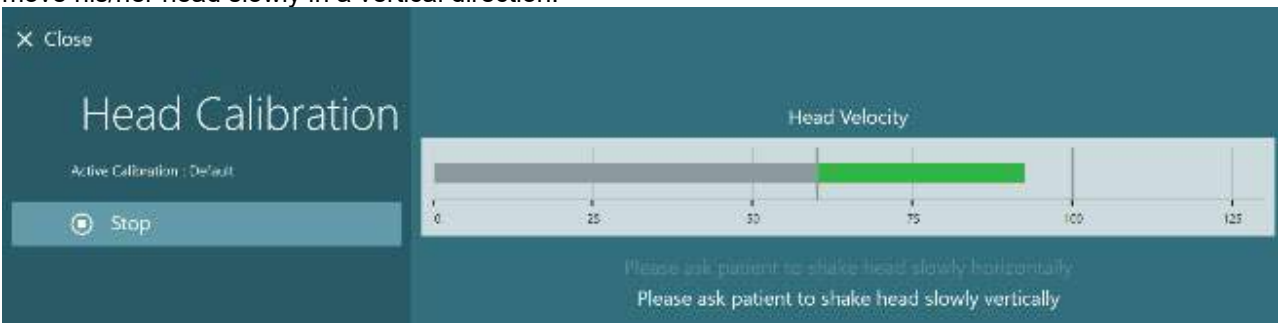 move his/her head slowly in a vertical direction.
Close
Head Calibration
Head Velocity
Active Calibration : Default
Stop
0 25 50 75 100 125
Please ask patient to shake head slowly horizontally
Please ask patient to shake head slowly vertically